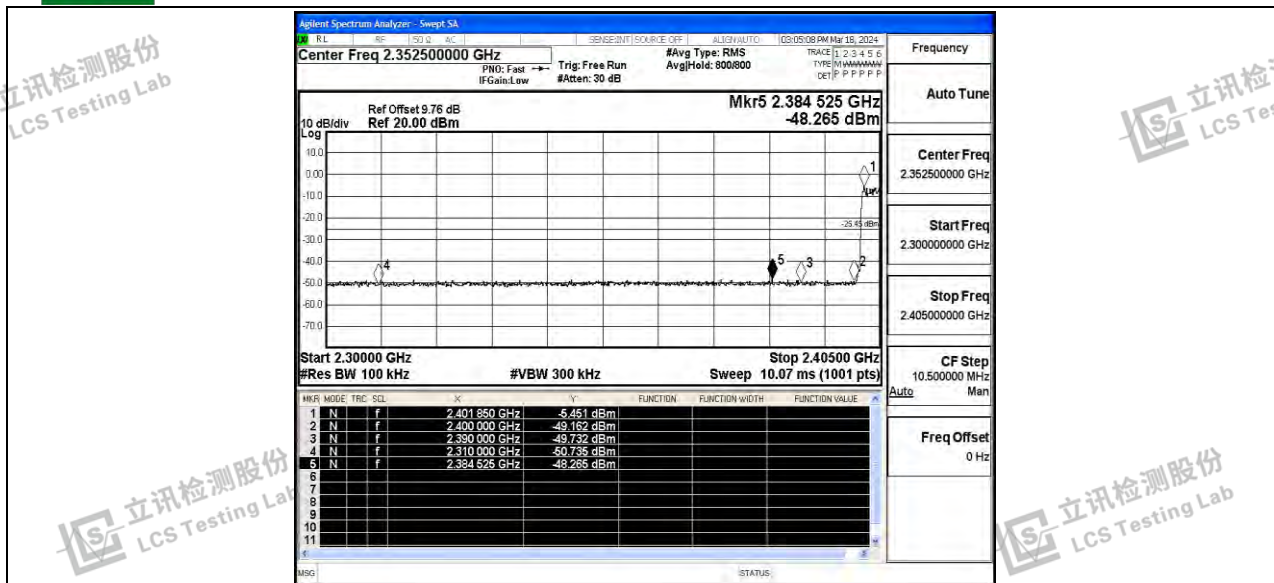 Agilent Spectrum Analyzer - Swept SA
RL RF 50 Ω AC SENSE:INT SOURCE OFF ALIGN AUTO 03:05:08 PM Mar 18, 2024
Center Freq 2.352500000 GHz
PNO: Fast
IFGain:Low
Trig: Free Run
#Atten: 30 dB
#Avg Type: RMS
Avg|Hold: 800/800
TRACE 1 2 3 4 5 6
TYPE M WWWWW
DET P P P P P P
Ref Offset 9.76 dB
10 dB/div Ref 20.00 dBm
Log
Mkr5 2.384 525 GHz
-48.265 dBm
10.0
0.00
-10.0
-20.0
-30.0
-40.0
-50.0
-60.0
-70.0
1
-25.45 dBm
4
5
3
2
Start 2.30000 GHz Stop 2.40500 GHz
#Res BW 100 kHz #VBW 300 kHz Sweep 10.07 ms (1001 pts)
MKR MODE TRC SCL X Y FUNCTION FUNCTION WIDTH FUNCTION VALUE
1 N f 2.401 850 GHz -5.451 dBm
2 N f 2.400 000 GHz -49.162 dBm
3 N f 2.390 000 GHz -49.732 dBm
4 N f 2.310 000 GHz -50.735 dBm
5 N f 2.384 525 GHz -48.265 dBm
6
7
8
9
10
11
MSG STATUS
Frequency
Auto Tune
Center Freq
2.352500000 GHz
Start Freq
2.300000000 GHz
Stop Freq
2.405000000 GHz
CF Step
10.500000 MHz
Auto Man
Freq Offset
0 Hz
立讯检测股份
LCS Testing Lab
立讯检
LCS Tes
立讯检测股份
LCS Testing Lab
立讯检测股份
LCS Testing Lab